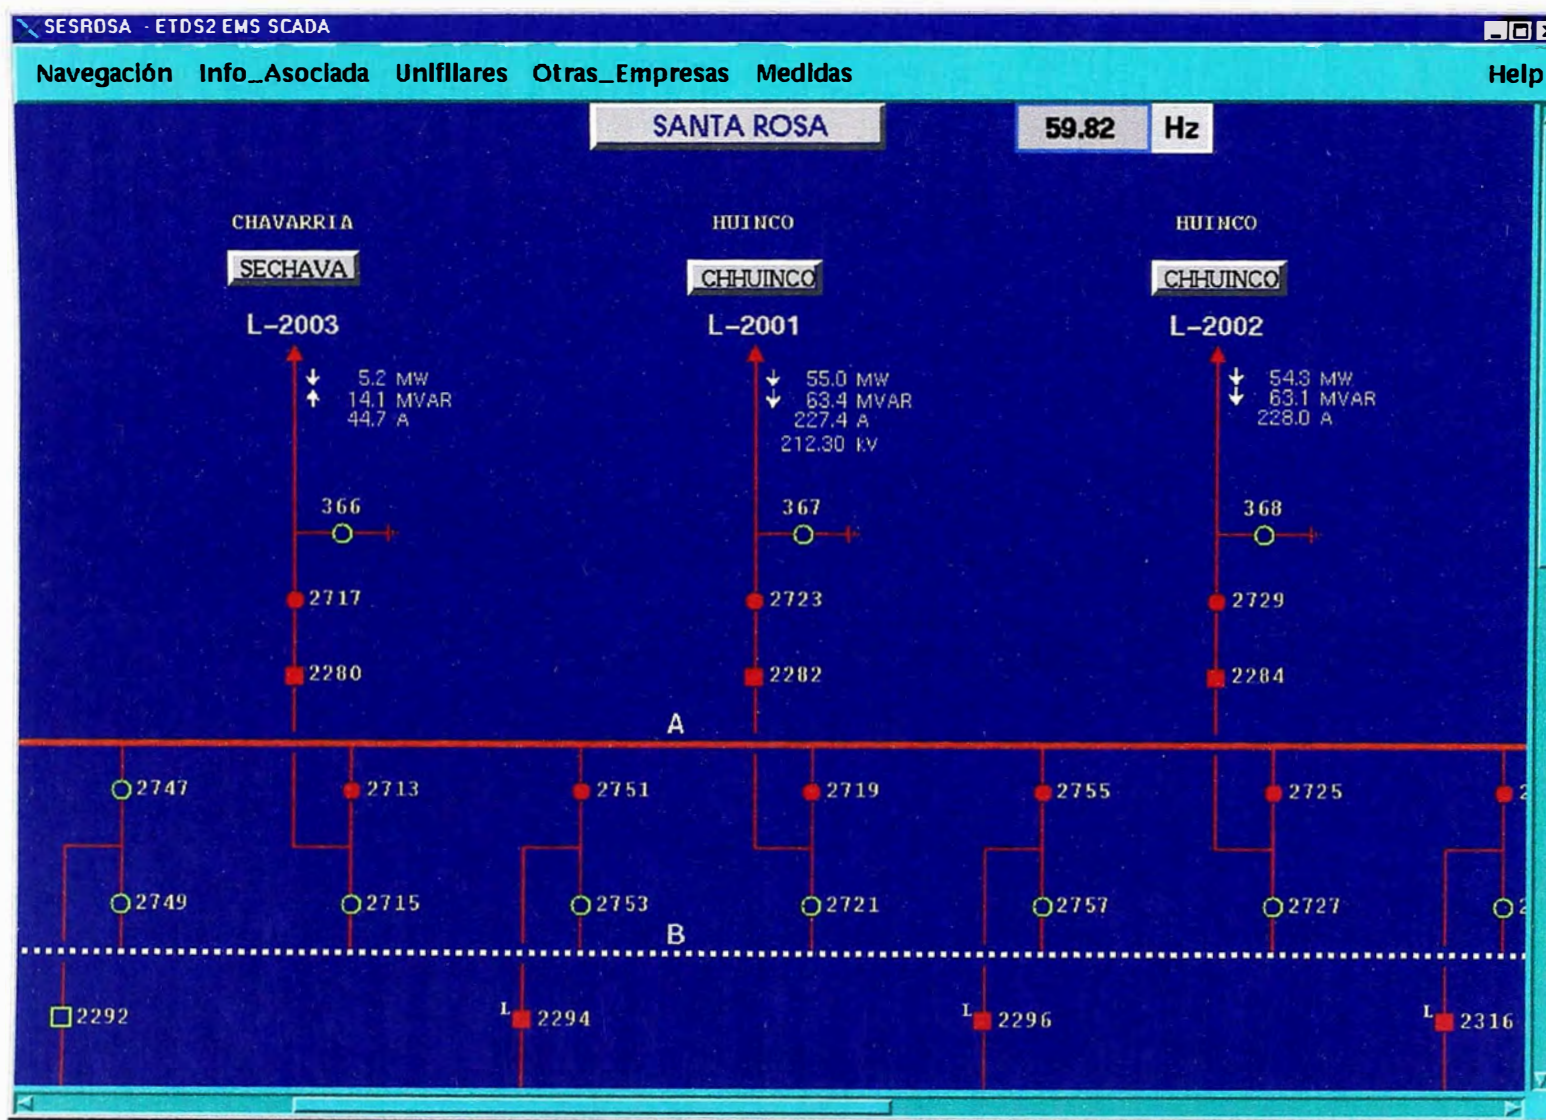 SESROSA - ETDS2 EMS SCADA
Navegación Info_Asociada Unifilares Otras_Empresas Medidas Help
SANTA ROSA 59.82 Hz
CHAVARRIA HUINCO HUINCO
SECHAVA CHHUINCO CHHUINCO
L-2003 L-2001 L-2002
5.2 MW 55.0 MW 54.3 MW
14.1 MVAR 63.4 MVAR 63.1 MVAR
44.7 A 227.4 A 228.0 A
212.30 kV
366 367 368
2717 2723 2729
2280 2282 2284
A
2747 2713 2751 2719 2755 2725
2749 2715 2753 2721 2757 2727
B
2292 L 2294 L 2296 L 2316